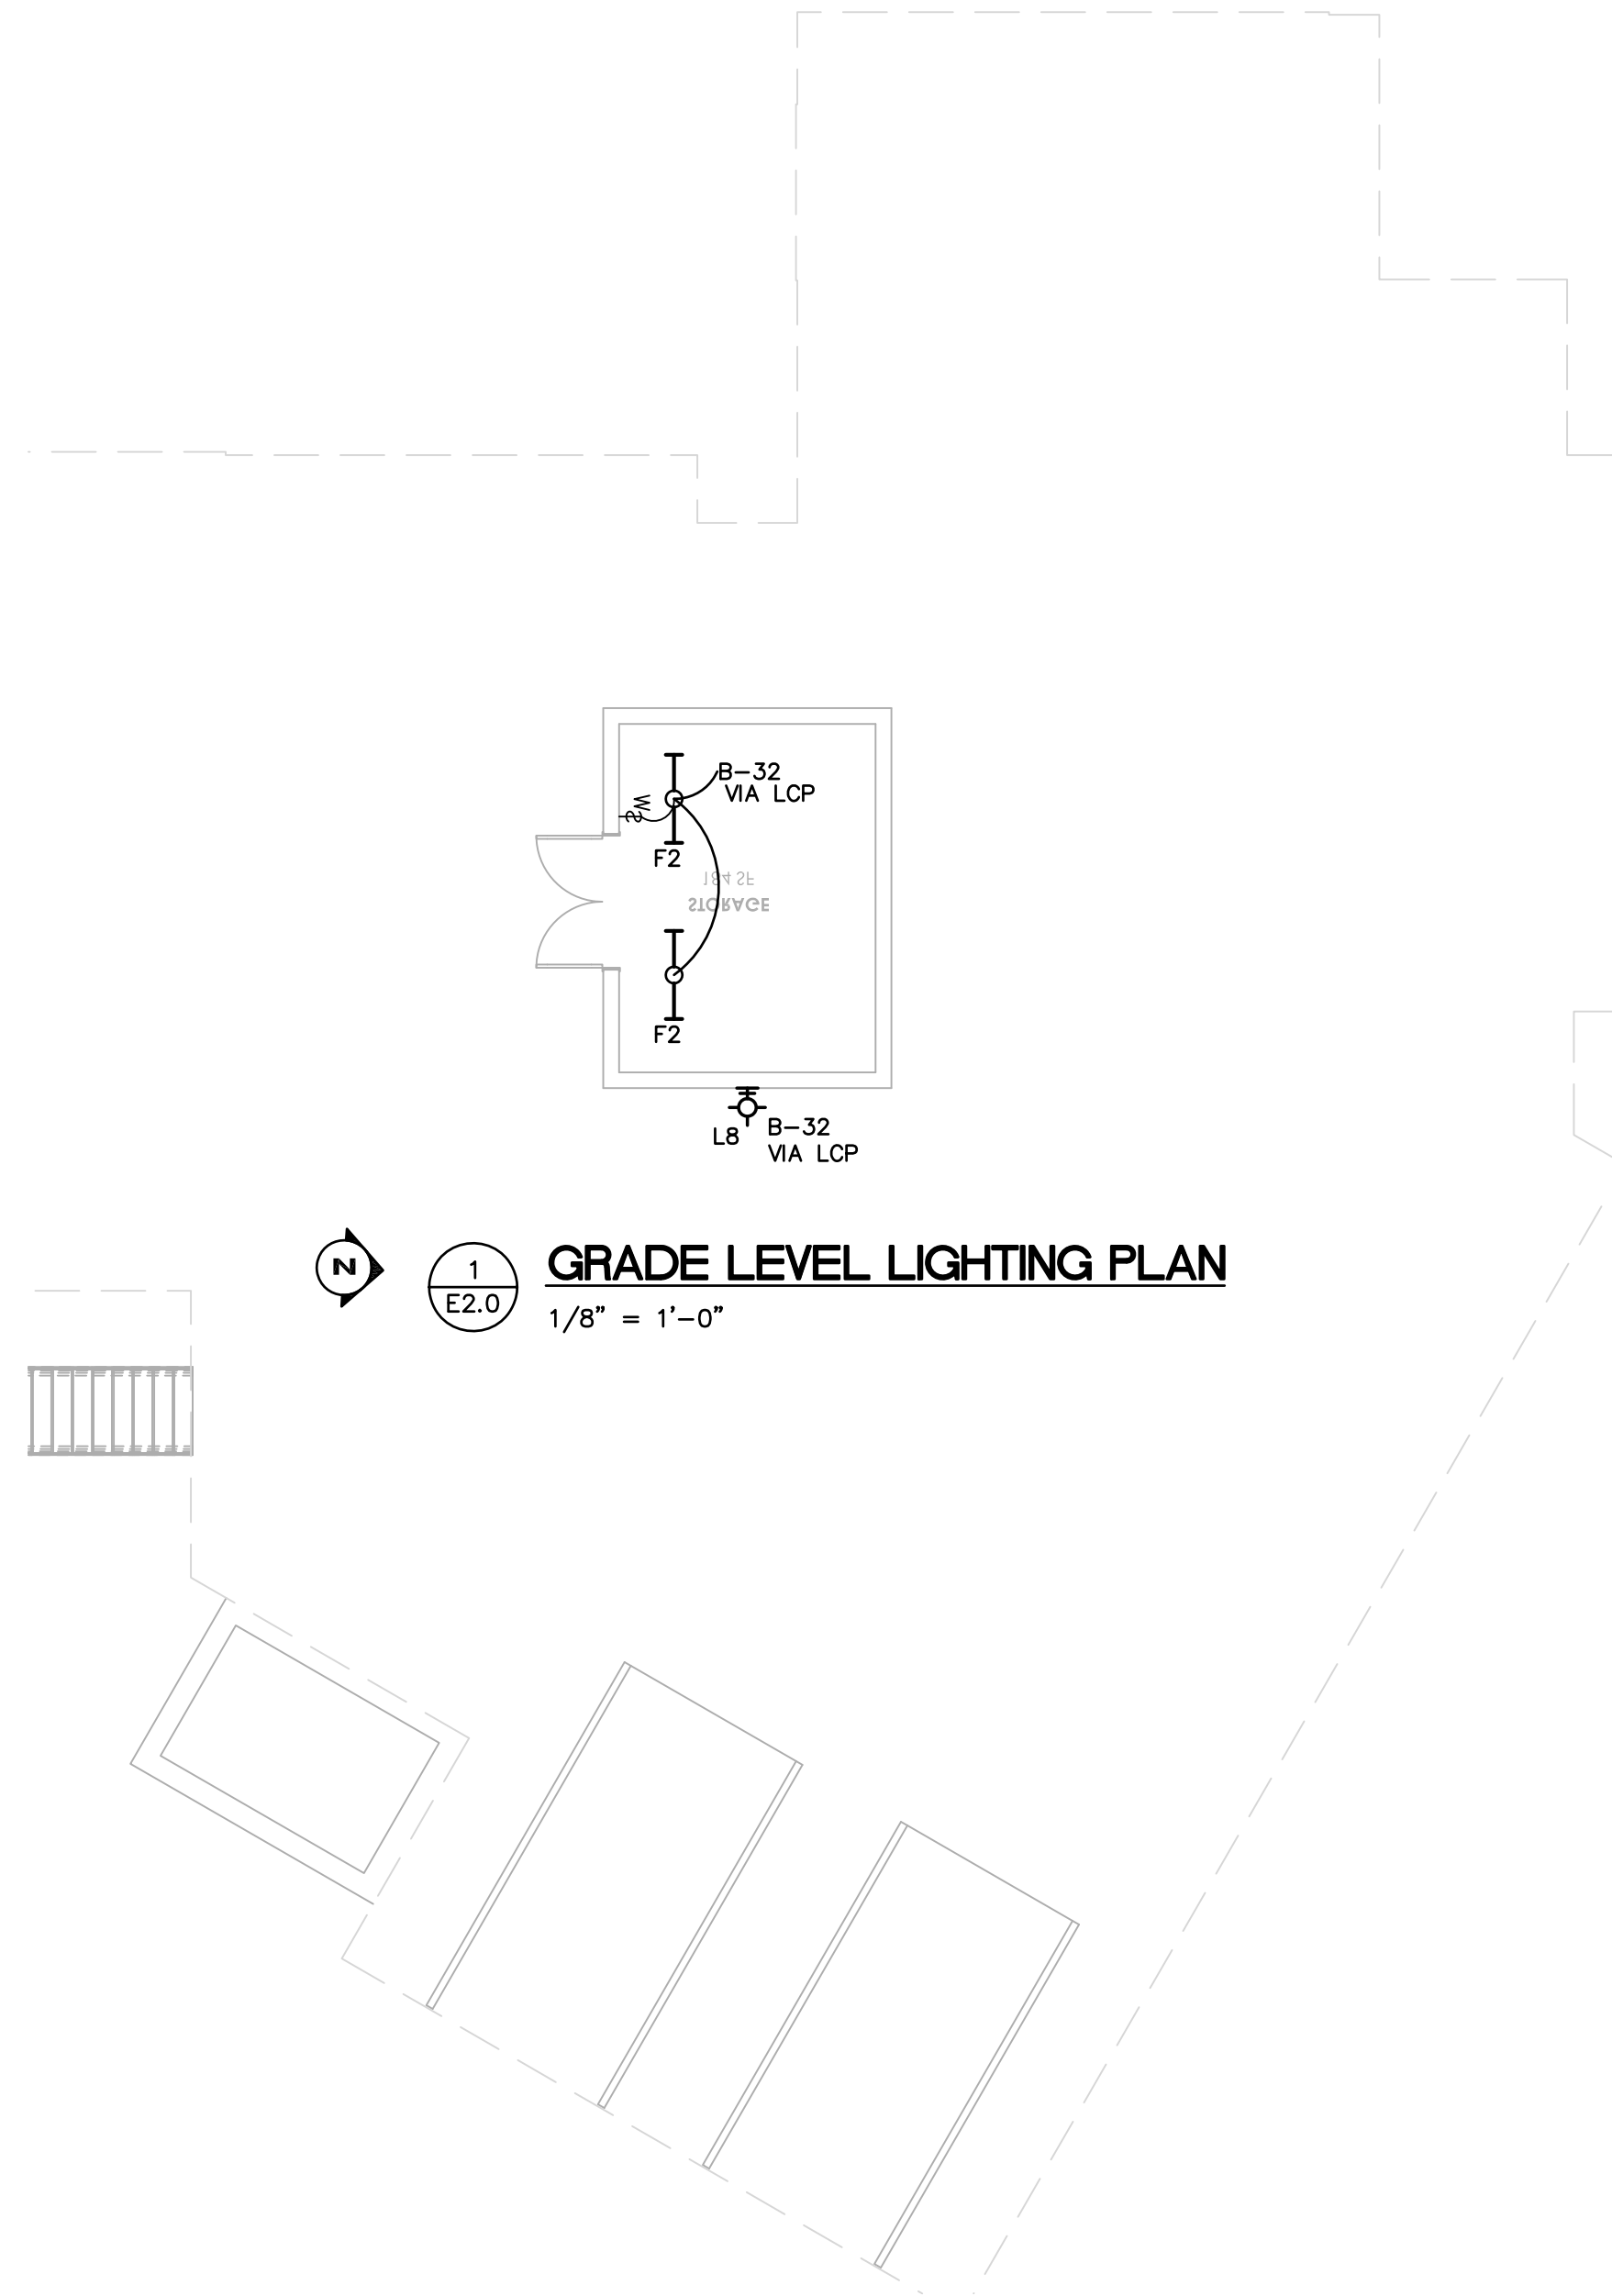 B-32
VIA LCP
W
F2
184 SF
STORAGE
F2
L8
B-32
VIA LCP
N
1
E2.0
GRADE LEVEL LIGHTING PLAN
1/8" = 1'-0"